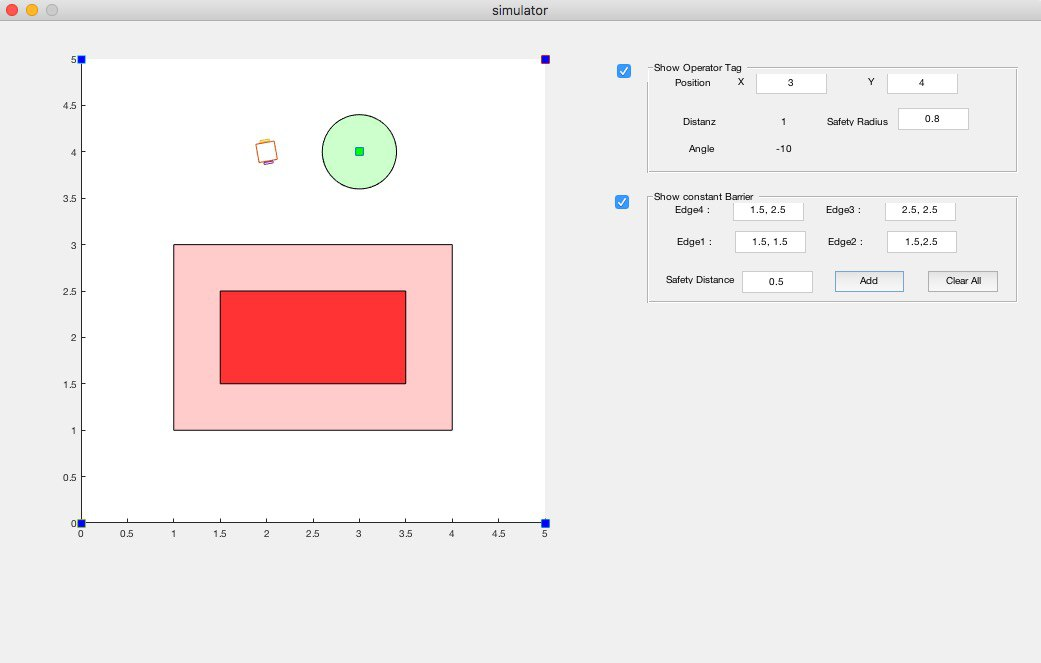 simulator
Show Operator Tag
Position X 3 Y 4
Distanz 1 Safety Radius 0.8
Angle -10
Show constant Barrier
Edge4 : 1.5, 2.5 Edge3 : 2.5, 2.5
Edge1 : 1.5, 1.5 Edge2 : 1.5,2.5
Safety Distance 0.5 Add Clear All
5
4.5
4
3.5
3
2.5
2
1.5
1
0.5
0
0 0.5 1 1.5 2 2.5 3 3.5 4 4.5 5